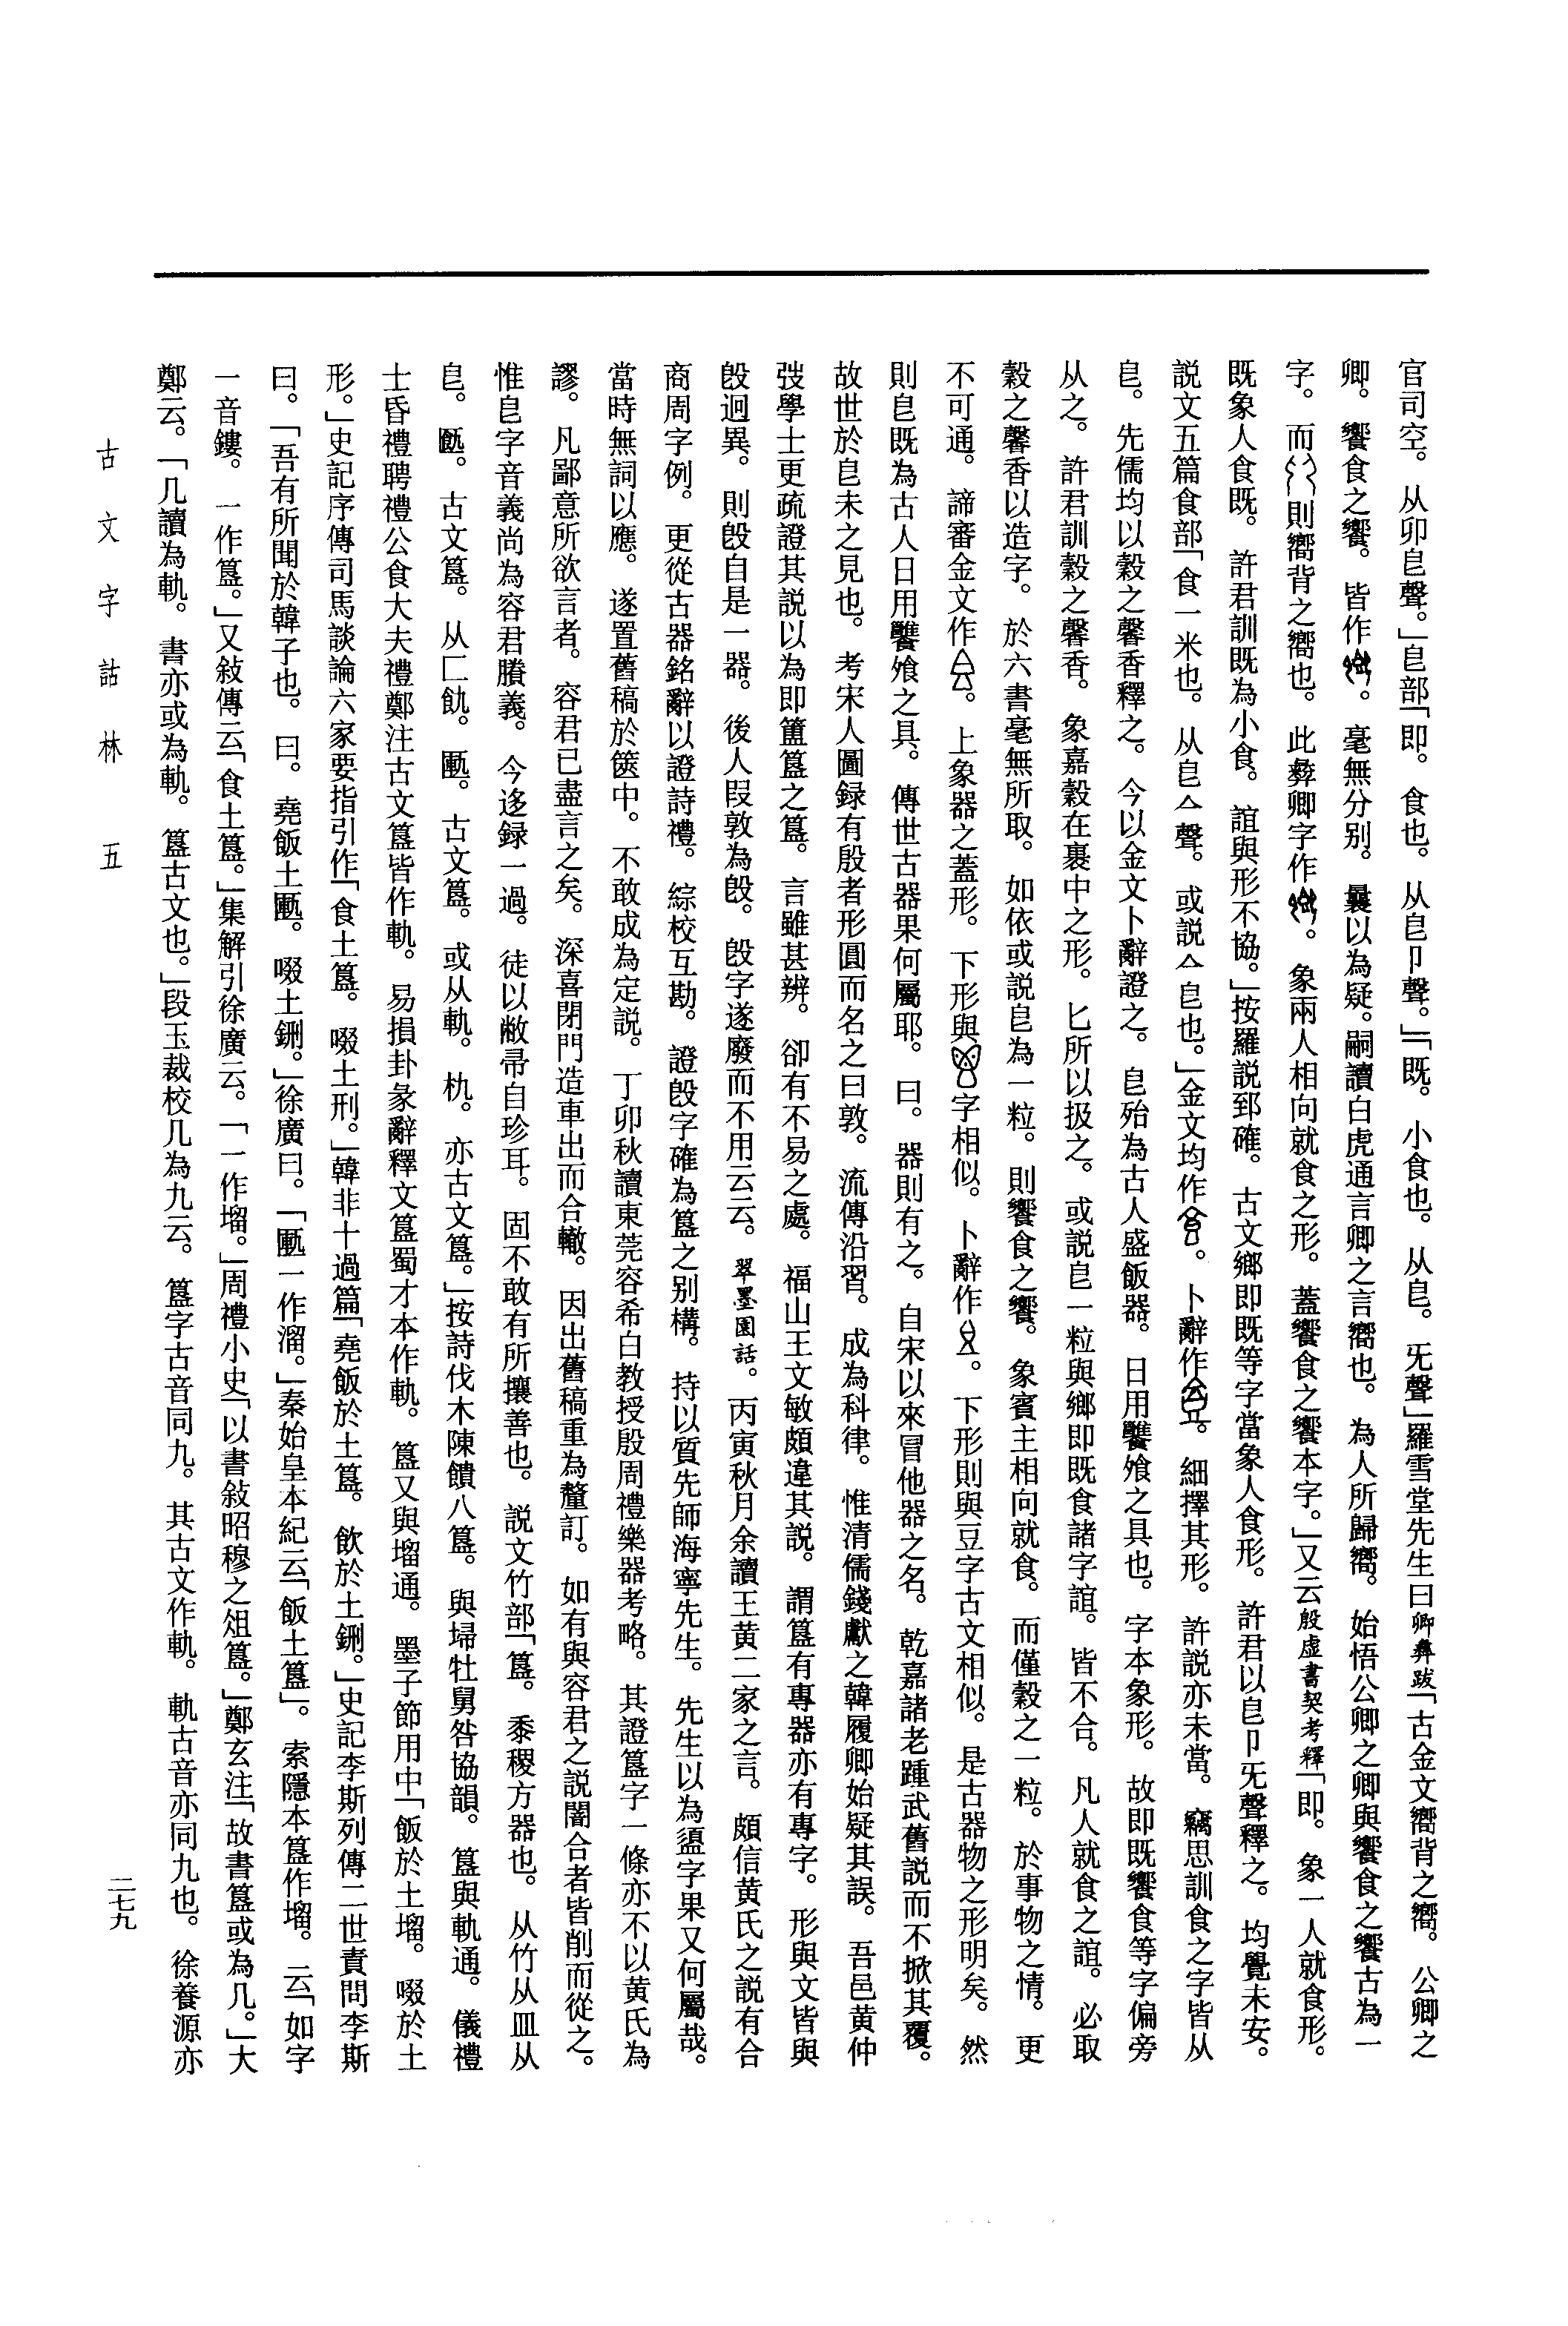 官司空。从卯皀聲。」皀部「即。食也。从皀卩聲。」「既。小食也。从皀。旡聲」羅雪堂先生曰卿彝跋「古金文嚮背之嚮。公卿之
卿。饗食之饗。皆作。毫無分别。曩以為疑。嗣讀白虎通言卿之言嚮也。為人所歸嚮。始悟公卿之卿與饗食之饗古為一
字。而則嚮背之嚮也。此彝卿字作。象兩人相向就食之形。蓋饗食之饗本字。」又云殷虚書契考釋「即。象一人就食形。
既象人食既。許君訓既為小食。誼與形不協。」按羅説郅確。古文鄉即既等字當象人食形。許君以皀卩旡聲釋之。均覺未安。
説文五篇食部「食一米也。从皀亼聲。或説亼皀也。」金文均作。卜辭作。細擇其形。許説亦未當。竊思訓食之字皆从
皀。先儒均以榖之馨香釋之。今以金文卜辭證之。皀殆為古人盛飯器。日用饔飧之具也。字本象形。故即既饗食等字偏旁
从之。許君訓榖之馨香。象嘉榖在裹中之形。匕所以扱之。或説皀一粒與鄉即既食諸字誼。皆不合。凡人就食之誼。必取
榖之馨香以造字。於六書毫無所取。如依或説皀為一粒。則饗食之饗。象賓主相向就食。而僅榖之一粒。於事物之情。更
不可通。諦審金文作。上象器之蓋形。下形與字相似。卜辭作。下形則與豆字古文相似。是古器物之形明矣。然
則皀既為古人日用饔飧之具。傳世古器果何屬耶。曰。器則有之。自宋以來冒他器之名。乾嘉諸老踵武舊説而不掀其覆。
故世於皀未之見也。考宋人圖録有殷者形圓而名之曰敦。流傳沿習。成為科律。惟清儒錢獻之韓履卿始疑其誤。吾邑黄仲
弢學士更疏證其説以為即簠簋之簋。言雖甚辨。卻有不易之處。福山王文敏頗違其説。謂簋有專器亦有專字。形與文皆與
𣪘迥異。則𣪘自是一器。後人叚敦為𣪘。𣪘字遂廢而不用云云。翠墨園話。丙寅秋月余讀王黄二家之言。頗信黄氏之説有合
商周字例。更從古器銘辭以證詩禮。綜校互勘。證𣪘字確為簋之别構。持以質先師海寧先生。先生以為盨字果又何屬哉。
當時無詞以應。遂置舊稿於篋中。不敢成為定説。丁卯秋讀東莞容希白教授殷周禮樂器考略。其證簋字一條亦不以黄氏為
謬。凡鄙意所欲言者。容君已盡言之矣。深喜閉門造車出而合轍。因出舊稿重為釐訂。如有與容君之説闇合者皆削而從之。
惟皀字音義尚為容君賸義。今迻録一過。徒以敝帚自珍耳。固不敢有所攘善也。説文竹部「簋。黍稷方器也。从竹从皿从
皀。匭。古文簋。从匚飢。匭。古文簋。或从軌。朹。亦古文簋。」按詩伐木陳饋八簋。與埽牡舅咎協韻。簋與軌通。儀禮
士昏禮聘禮公食大夫禮鄭注古文簋皆作軌。易損卦彖辭釋文簋蜀才本作軌。簋又與塯通。墨子節用中「飯於土塯。啜於土
形。」史記序傳司馬談論六家要指引作「食土簋。啜土刑。」韓非十過篇「堯飯於土簋。飲於土鉶。」史記李斯列傳二世責問李斯
曰。「吾有所聞於韓子也。曰。堯飯土匭。啜土鉶。」徐廣曰。「匭一作溜。」秦始皇本紀云「飯土簋」。索隱本簋作塯。云「如字
一音鏤。一作簋。」又敍傳云「食土簋。」集解引徐廣云。「一作塯。」周禮小史「以書敍昭穆之俎簋。」鄭玄注「故書簋或為几。」大
鄭云。「几讀為軌。書亦或為軌。簋古文也。」段玉裁校几為九云。簋字古音同九。其古文作軌。軌古音亦同九也。徐養源亦
古文字詁林　五
二七九